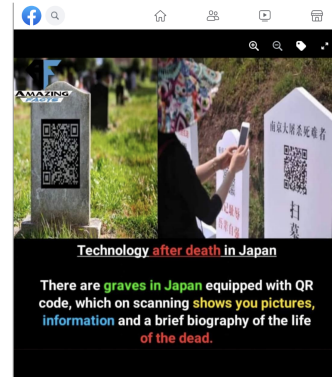 AMAZING
FACTS
南京大屠杀死难者
扫墓
Technology after death in Japan
There are graves in Japan equipped with QR
code, which on scanning shows you pictures,
information and a brief biography of the life
of the dead.